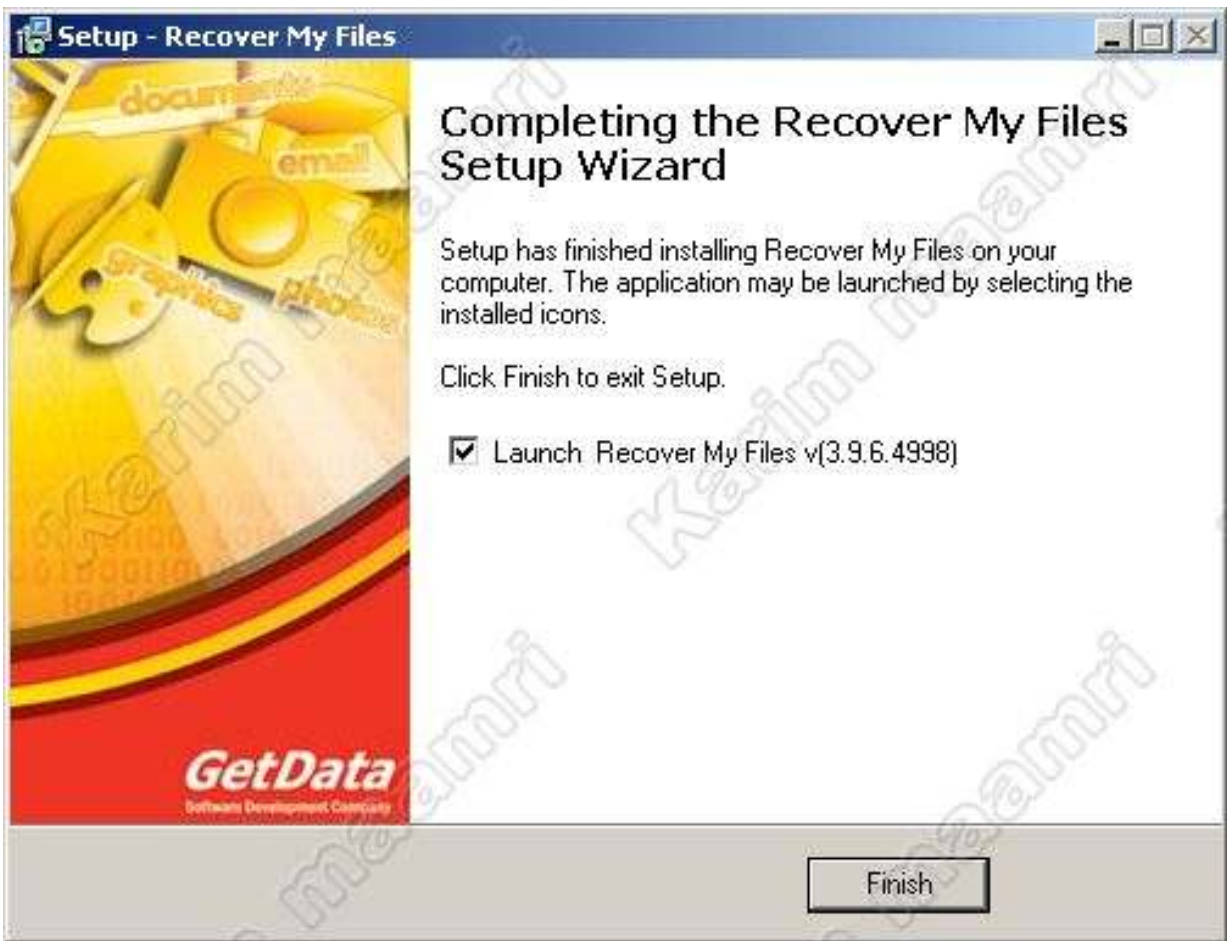 Setup - Recover My Files
documents
email
graphics
photos
Completing the Recover My Files
Setup Wizard
Setup has finished installing Recover My Files on your
computer. The application may be launched by selecting the
installed icons.
Click Finish to exit Setup.
Launch Recover My Files v(3.9.6.4998)
GetData
Software Development Company
Finish
Karim maamri
Karim maamri